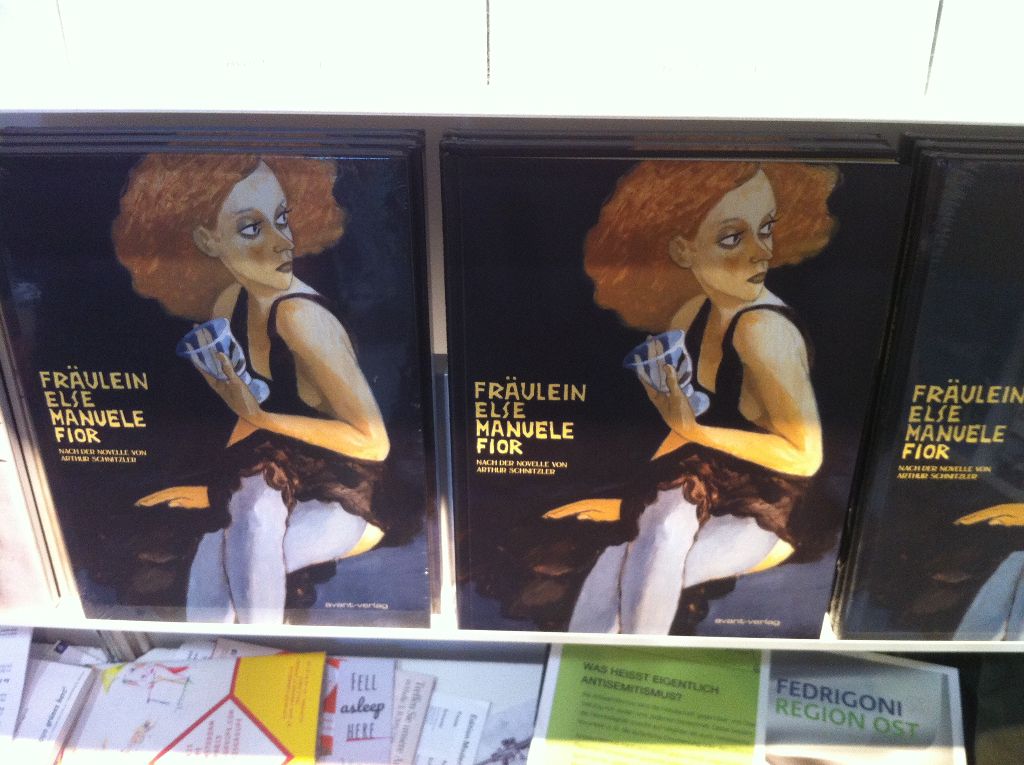 FRÄULEIN
ELSE
MANUELE
FIOR
NACH DER NOVELLE VON
ARTHUR SCHNITZLER
avant-verlag
FRÄULEIN
ELSE
MANUELE
FIOR
NACH DER NOVELLE VON
ARTHUR SCHNITZLER
avant-verlag
FRÄULEIN
ELSE
MANUELE
FIOR
NACH DER NOVELLE VON
ARTHUR SCHNITZLER
FELL
asleep
HERE
WAS HEISST EIGENTLICH
ANTISEMITISMUS?
FEDRIGONI
REGION OST